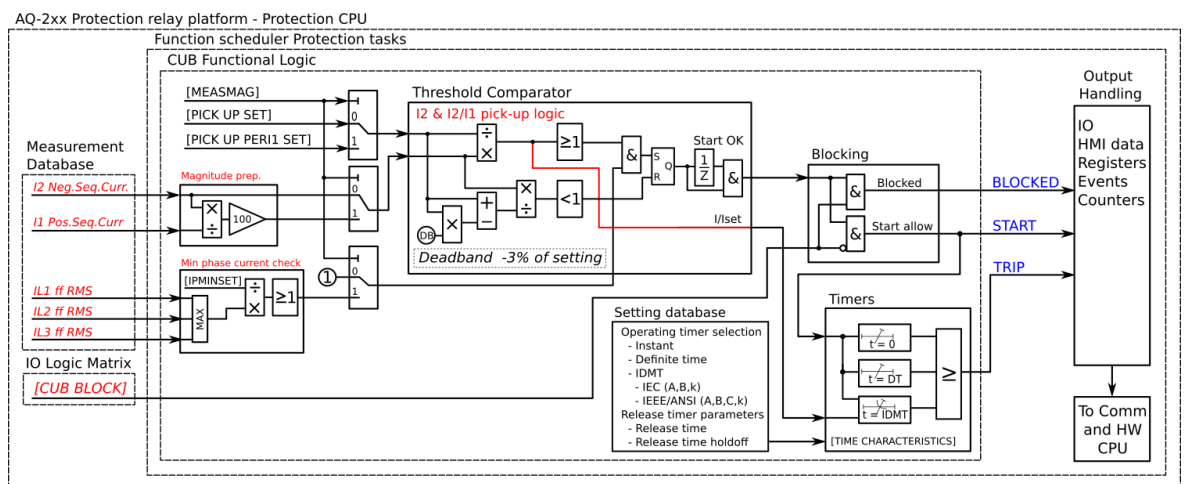 AQ-2xx Protection relay platform - Protection CPU
Function scheduler Protection tasks
CUB Functional Logic
Measurement
Database
I2 Neg.Seq.Curr.
I1 Pos.Seq.Curr
IL1 ff RMS
IL2 ff RMS
IL3 ff RMS
IO Logic Matrix
[CUB BLOCK]
[MEASMAG]
[PICK UP SET]
[PICK UP PERI1 SET]
0
1
Magnitude prep.
×
÷
100
0
1
Min phase current check
[IPMINSET]
MAX
÷
×
≥1
1
0
1
Threshold Comparator
I2 & I2/I1 pick-up logic
÷
×
≥1
&
S
R
Q
Start OK
1
Z
&
DB
×
+
−
×
÷
<1
I/Iset
Deadband -3% of setting
Blocking
&
Blocked
&
Start allow
BLOCKED
START
TRIP
Setting database
Operating timer selection
- Instant
- Definite time
- IDMT
- IEC (A,B,k)
- IEEE/ANSI (A,B,C,k)
Release timer parameters
- Release time
- Release time holdoff
Timers
t = 0
t = DT
t = IDMT
≥
[TIME CHARACTERISTICS]
Output
Handling
IO
HMI data
Registers
Events
Counters
To Comm
and HW
CPU